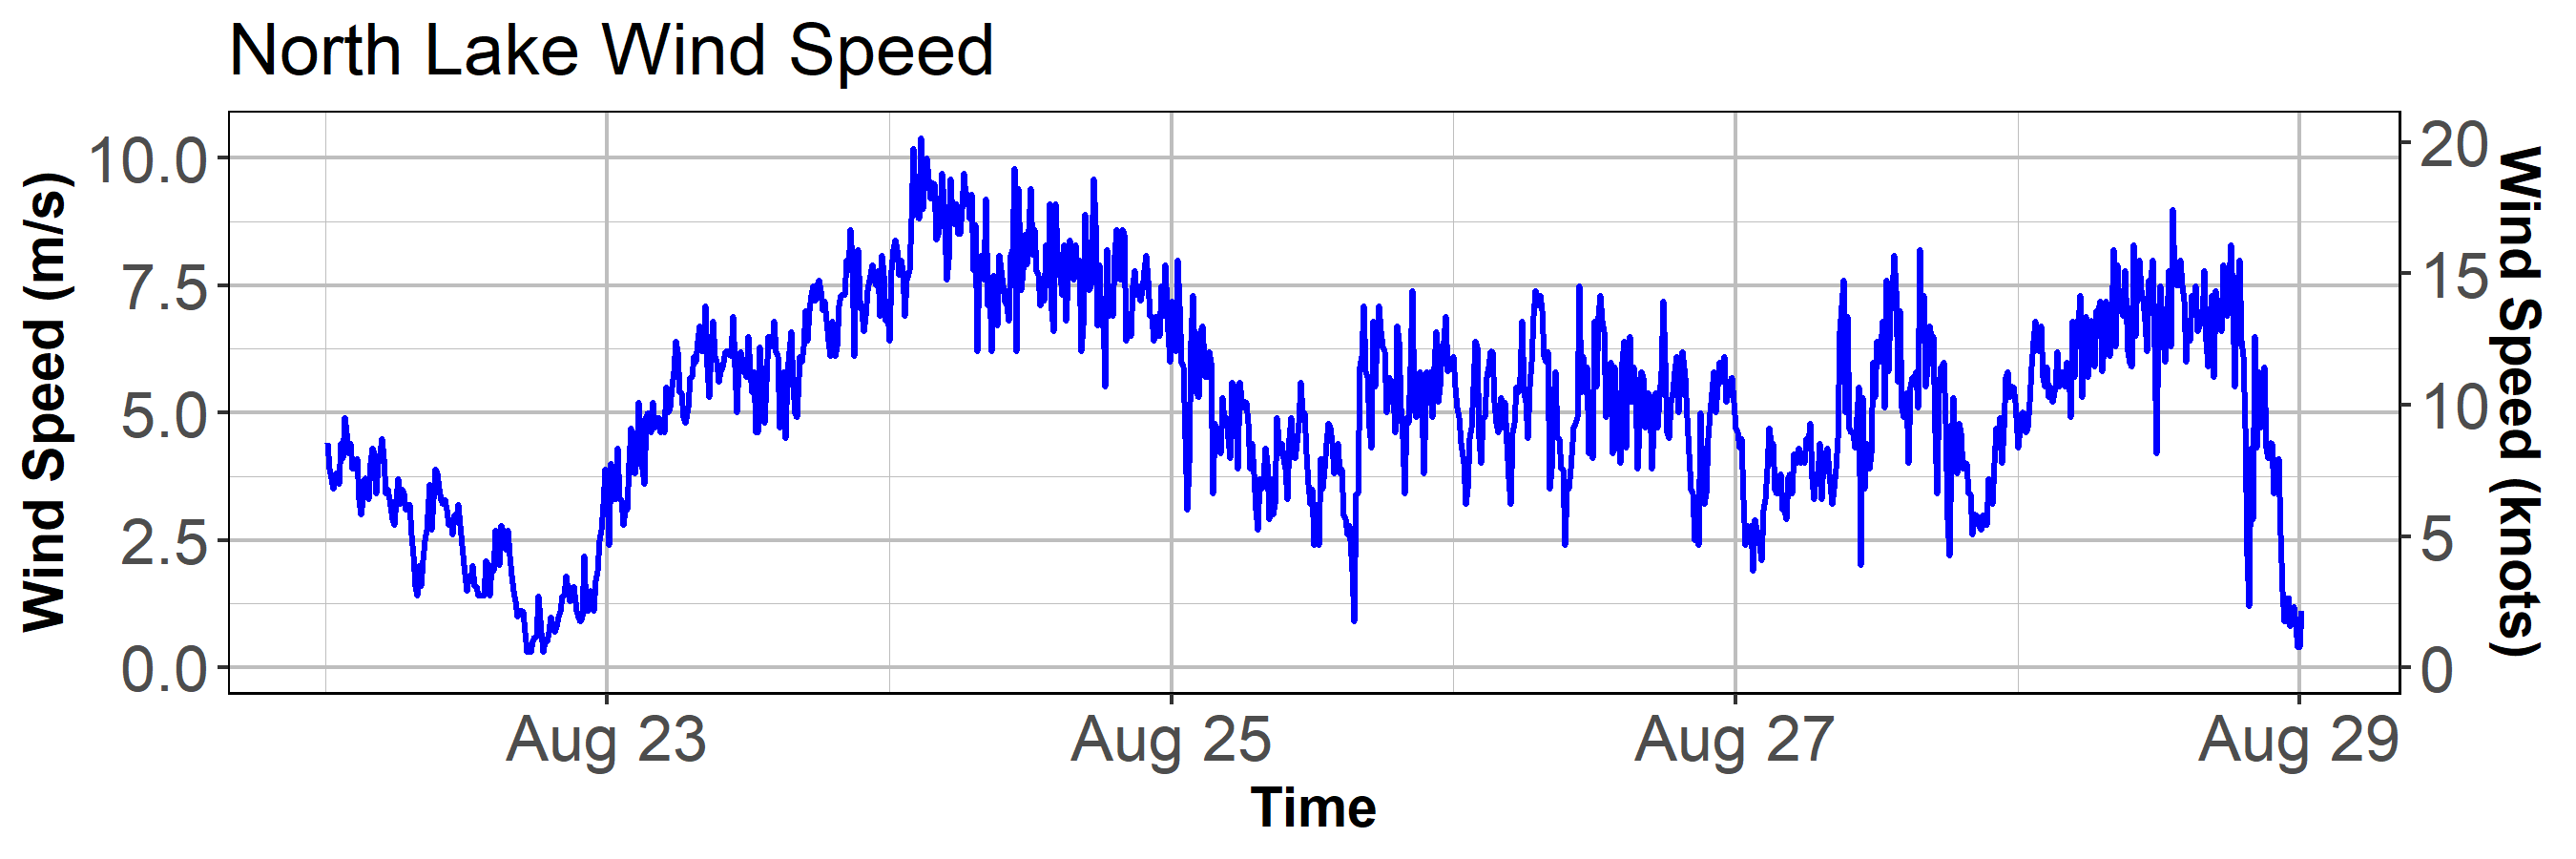 North Lake Wind Speed
Wind Speed (m/s)
10.0
7.5
5.0
2.5
0.0
20
15
10
5
0
Wind Speed (knots)
Aug 23
Aug 25
Aug 27
Aug 29
Time